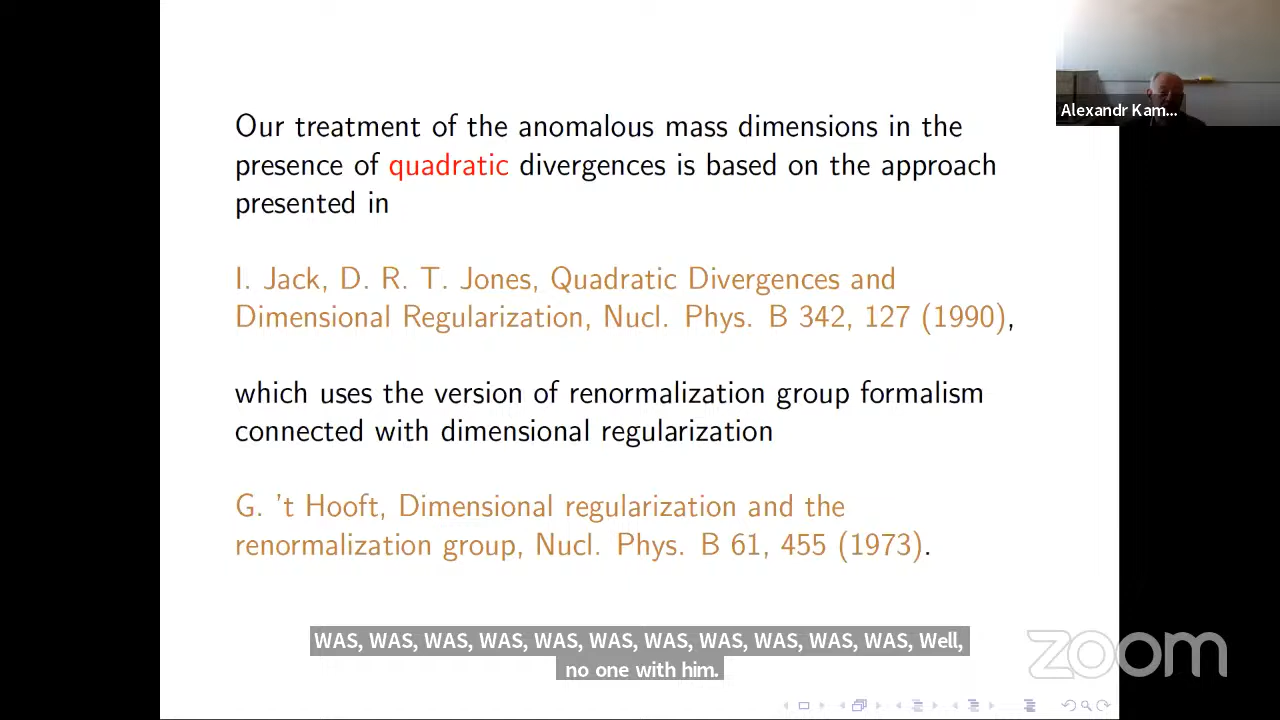 Our treatment of the anomalous mass dimensions in the
presence of quadratic divergences is based on the approach
presented in
I. Jack, D. R. T. Jones, Quadratic Divergences and
Dimensional Regularization, Nucl. Phys. B 342, 127 (1990),
which uses the version of renormalization group formalism
connected with dimensional regularization
G. 't Hooft, Dimensional regularization and the
renormalization group, Nucl. Phys. B 61, 455 (1973).
Alexandr Kam...
WAS, WAS, WAS, WAS, WAS, WAS, WAS, WAS, WAS, WAS, WAS, Well,
no one with him.
zoom